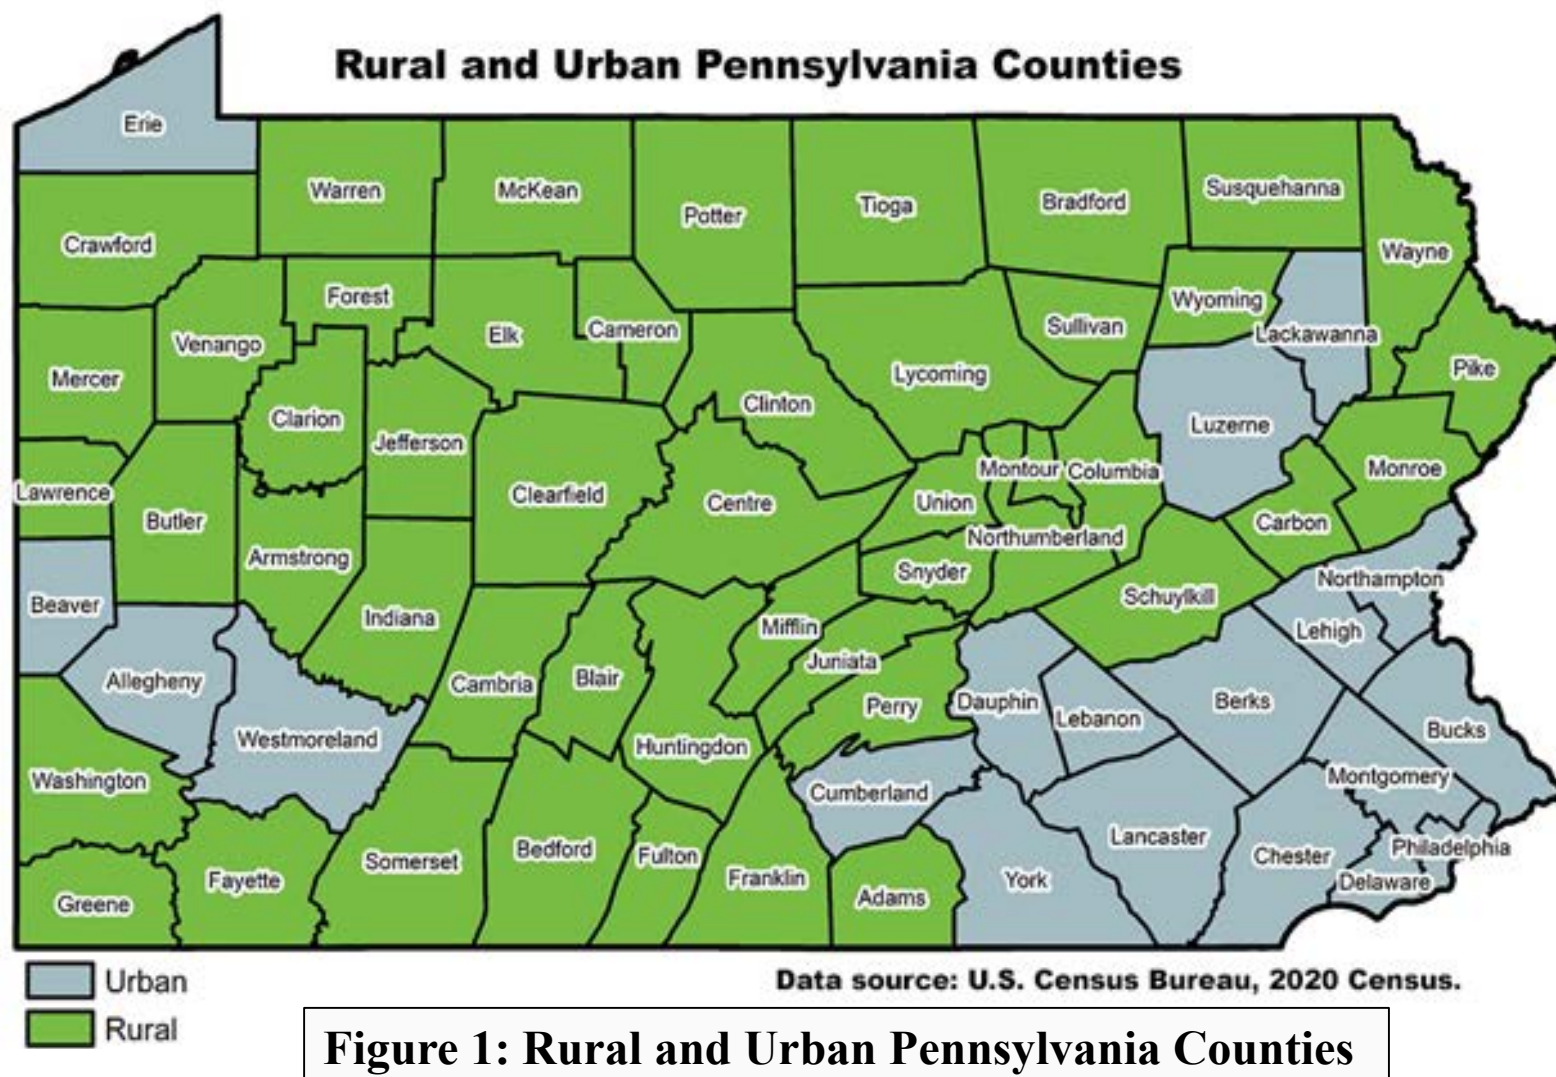 Rural and Urban Pennsylvania Counties
Erie
Warren
McKean
Potter
Tioga
Bradford
Susquehanna
Wayne
Crawford
Forest
Elk
Cameron
Wyoming
Lackawanna
Sullivan
Venango
Mercer
Lycoming
Pike
Clinton
Clarion
Jefferson
Luzerne
Montour
Columbia
Monroe
Lawrence
Butler
Clearfield
Centre
Union
Carbon
Northumberland
Armstrong
Snyder
Northampton
Beaver
Indiana
Mifflin
Schuylkill
Lehigh
Juniata
Allegheny
Cambria
Blair
Perry
Dauphin
Lebanon
Berks
Bucks
Westmoreland
Huntingdon
Washington
Cumberland
Montgomery
Lancaster
Philadelphia
Somerset
Bedford
Fulton
Franklin
Chester
Delaware
Greene
Fayette
Adams
York
Urban
Rural
Data source: U.S. Census Bureau, 2020 Census.
Figure 1: Rural and Urban Pennsylvania Counties